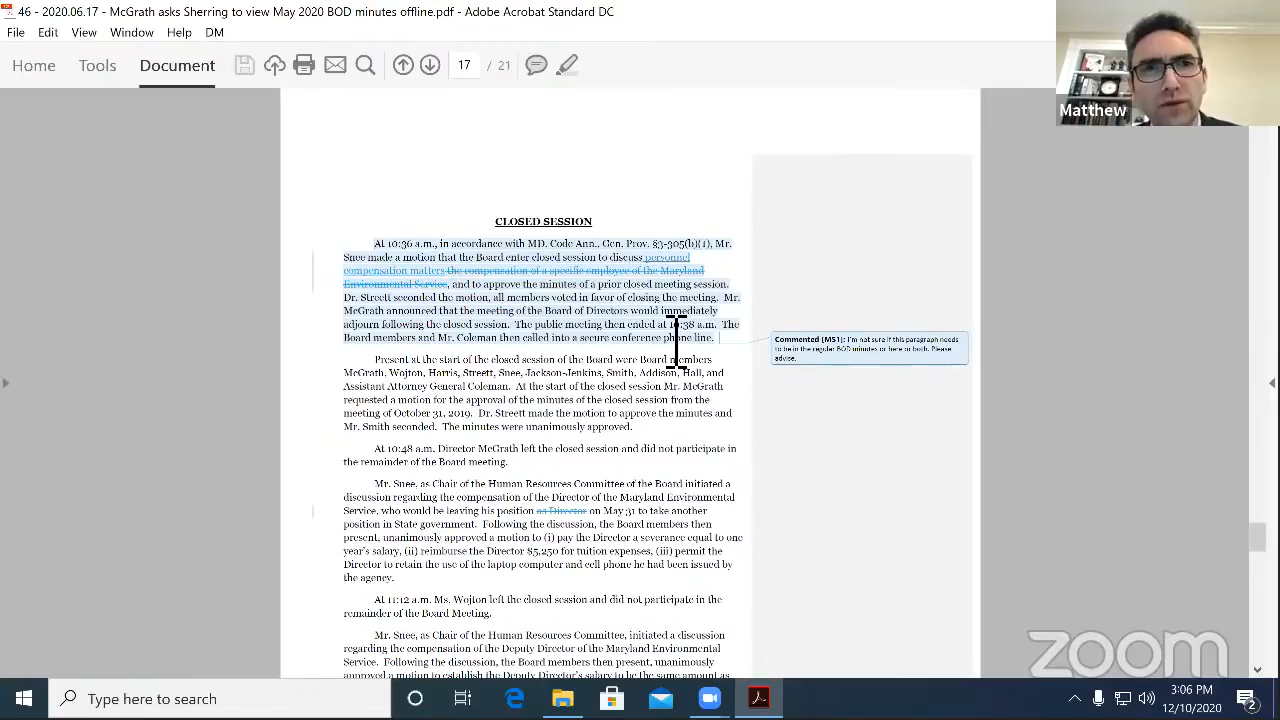 46 - 2020.06.17 - McGrath asks Sherring to view May 2020 BOD minutes offline.pdf - Adobe Acrobat Standard DC
File Edit View Window Help DM
Home Tools Document 17 / 21
Matthew
CLOSED SESSION
At 10:36 a.m., in accordance with MD. Code Ann., Gen. Prov. §3-305(b)(1), Mr.
Snee made a motion that the Board enter closed session to discuss personnel
compensation matters the compensation of a specific employee of the Maryland
Environmental Service, and to approve the minutes of a prior closed meeting session.
Dr. Streett seconded the motion, all members voted in favor of closing the meeting. Mr.
McGrath announced that the meeting of the Board of Directors would immediately
adjourn following the closed session. The public meeting then ended at 10:38 a.m. The
Board members and Mr. Coleman then called into a secure conference phone line.
Commented [MS1]: I'm not sure if this paragraph needs
to be in the regular BOD minutes or here or both. Please
advise.
Present at the start of the closed session of the Board were Board members
McGrath, Wojton, Harris, Streett, Snee, Jackson-Jenkins, Smith, Addison, Hall, and
Assistant Attorney General Coleman. At the start of the closed session Mr. McGrath
requested a motion for the approval of the minutes of the closed session from the
meeting of October 31, 2019. Dr. Streett made the motion to approve the minutes and
Mr. Smith seconded. The minutes were unanimously approved.
At 10:48 a.m. Director McGrath left the closed session and did not participate in
the remainder of the Board meeting.
Mr. Snee, as Chair of the Human Resources Committee of the Board initiated a
discussion regarding the compensation of the Director of the Maryland Environmental
Service, who would be leaving his position as Director on May 31 to take another
position in State government. Following the discussion, the Board members then
present, unanimously approved a motion to (i) pay the Director a severance equal to one
year's salary, (ii) reimburse the Director $5,250 for tuition expenses, (iii) permit the
Director to retain the use of the laptop computer and cell phone he had been issued by
the agency.
At 11:12 a.m. Ms. Wojton left the closed session and did not participate in the
remainder of the Board Meeting.
Mr. Snee, as Chair of the Human Resources Committee, initiated a discussion
regarding the compensation of the Deputy Director of the Maryland Environmental
Service. Following the discussion, the Board members then present, unanimously
approved a motion to establish the Deputy Director's salary to be the same amount as
zoom
Type here to search
3:06 PM
12/10/2020
2